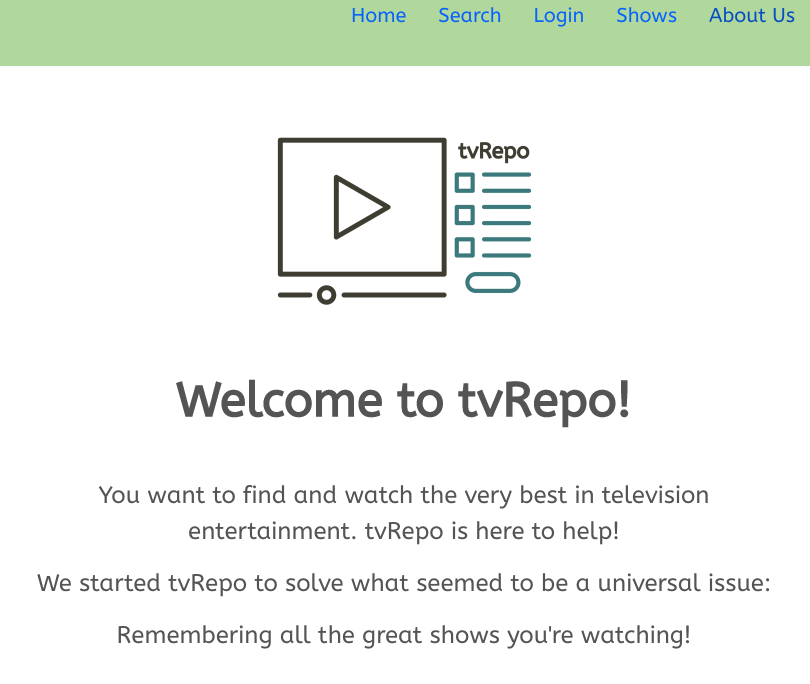 Home Search Login Shows About Us
tvRepo
Welcome to tvRepo!
You want to find and watch the very best in television
entertainment. tvRepo is here to help!
We started tvRepo to solve what seemed to be a universal issue:
Remembering all the great shows you're watching!